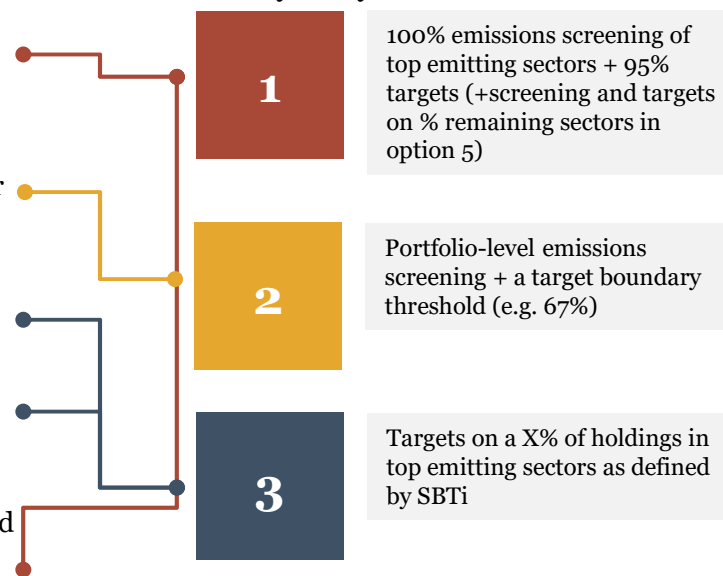 1
100% emissions screening of
top emitting sectors + 95%
targets (+screening and targets
on % remaining sectors in
option 5)
2
Portfolio-level emissions
screening + a target boundary
threshold (e.g. 67%)
3
Targets on a X% of holdings in
top emitting sectors as defined
by SBTi